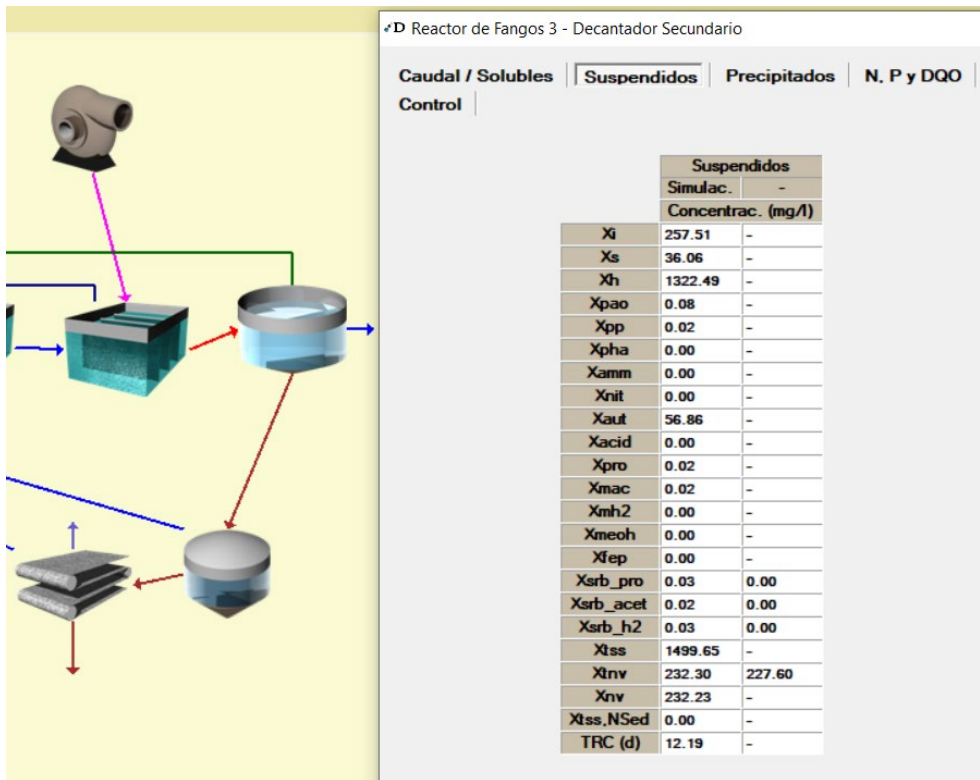 D Reactor de Fangos 3 - Decantador Secundario
Caudal / Solubles Suspendidos Precipitados N, P y DQO
Control
Suspendidos
Simulac. -
Concentrac. (mg/l)
Xi 257.51 -
Xs 36.06 -
Xh 1322.49 -
Xpao 0.08 -
Xpp 0.02 -
Xpha 0.00 -
Xamm 0.00 -
Xnit 0.00 -
Xaut 56.86 -
Xacid 0.00 -
Xpro 0.02 -
Xmac 0.02 -
Xmh2 0.00 -
Xmeoh 0.00 -
Xfep 0.00 -
Xsrb_pro 0.03 0.00
Xsrb_acet 0.02 0.00
Xsrb_h2 0.03 0.00
Xtss 1499.65 -
Xtnv 232.30 227.60
Xnv 232.23 -
Xtss,NSed 0.00 -
TRC (d) 12.19 -